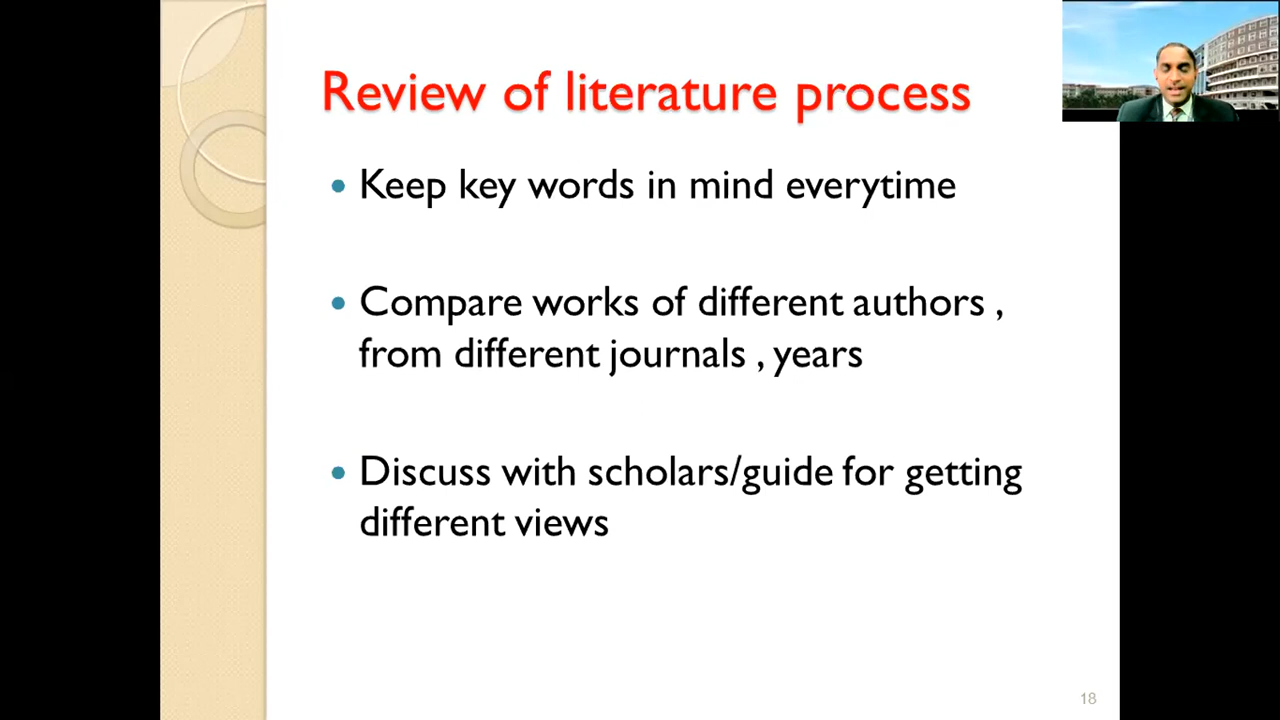 Review of literature process
• Keep key words in mind everytime
• Compare works of different authors ,
from different journals , years
• Discuss with scholars/guide for getting
different views
18